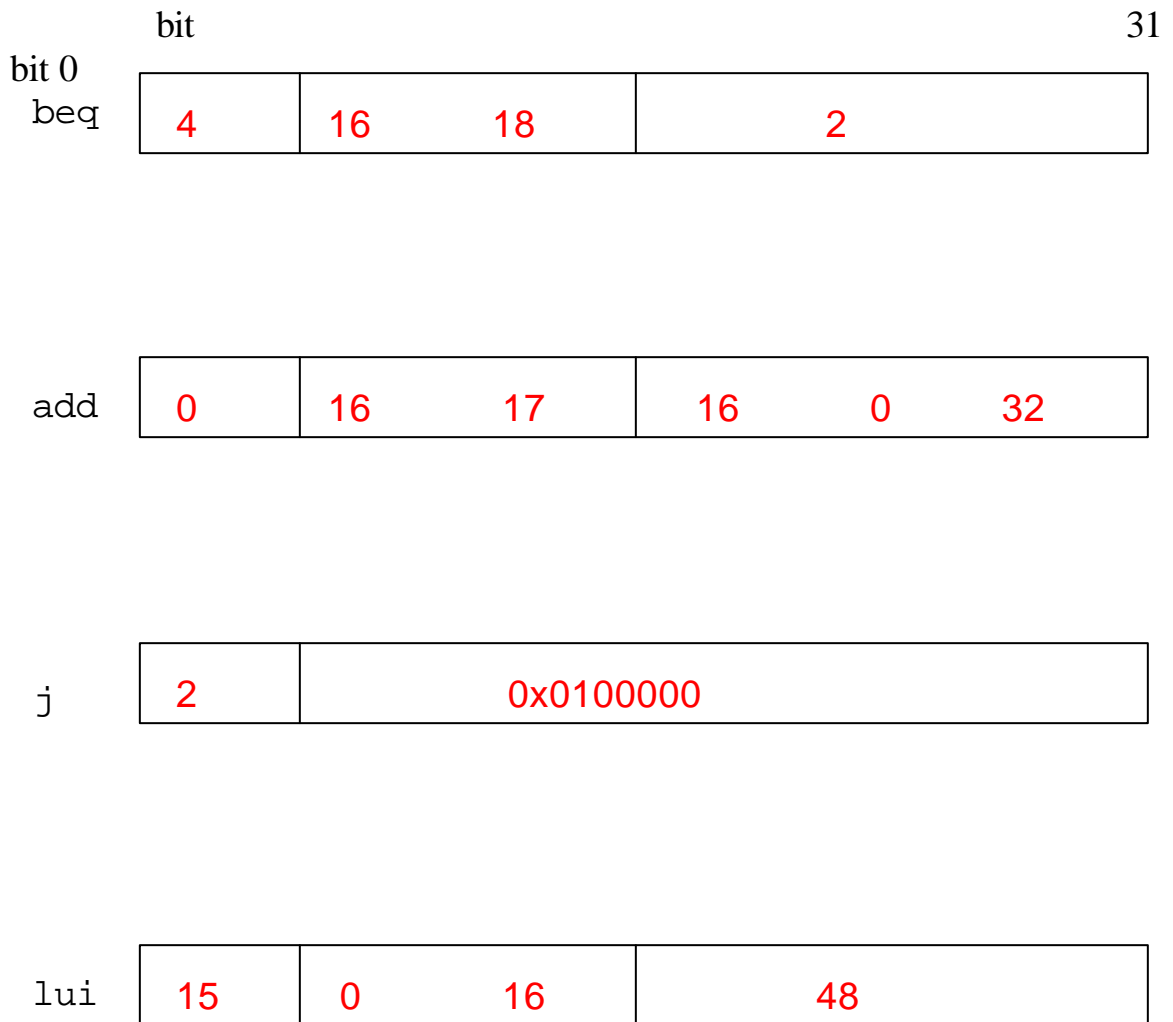 bit 31
bit 0
beq 4 16 18 2
add 0 16 17 16 0 32
j 2 0x0100000
lui 15 0 16 48